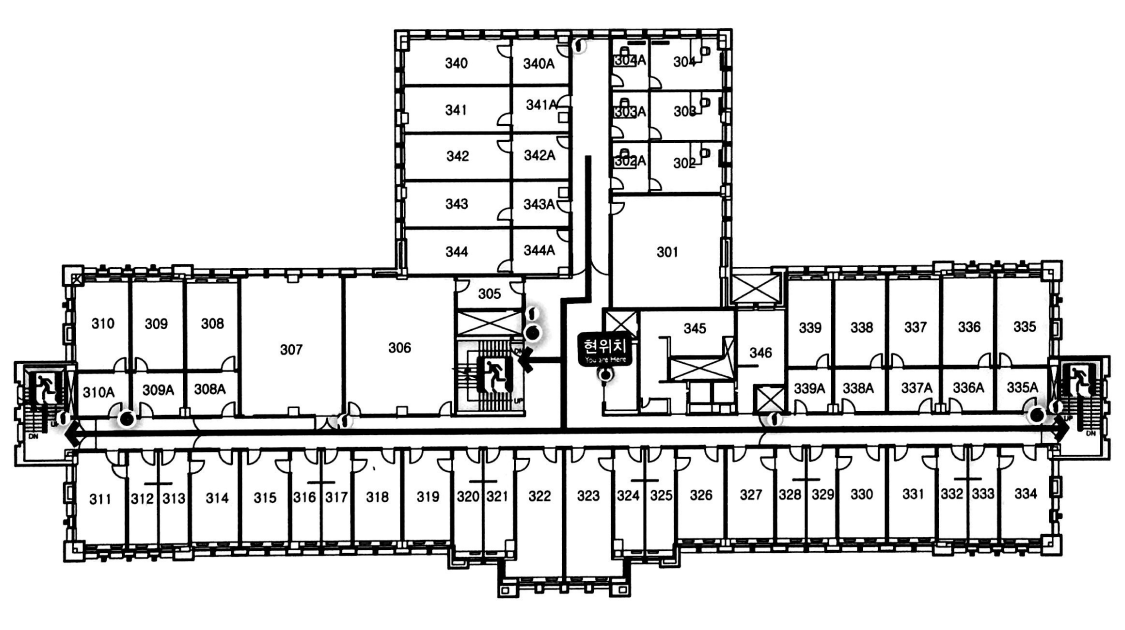 340 340A 304A 304
341 341A 303A 303
342 342A 302A 302
343 343A
344 344A 301
305
310 309 308 307 306
현위치
You are Here
345 346
339 338 337 336 335
310A 309A 308A
339A 338A 337A 336A 335A
UP
DN
UP
DN
311 312 313 314 315 316 317 318 319 320 321 322 323 324 325 326 327 328 329 330 331 332 333 334